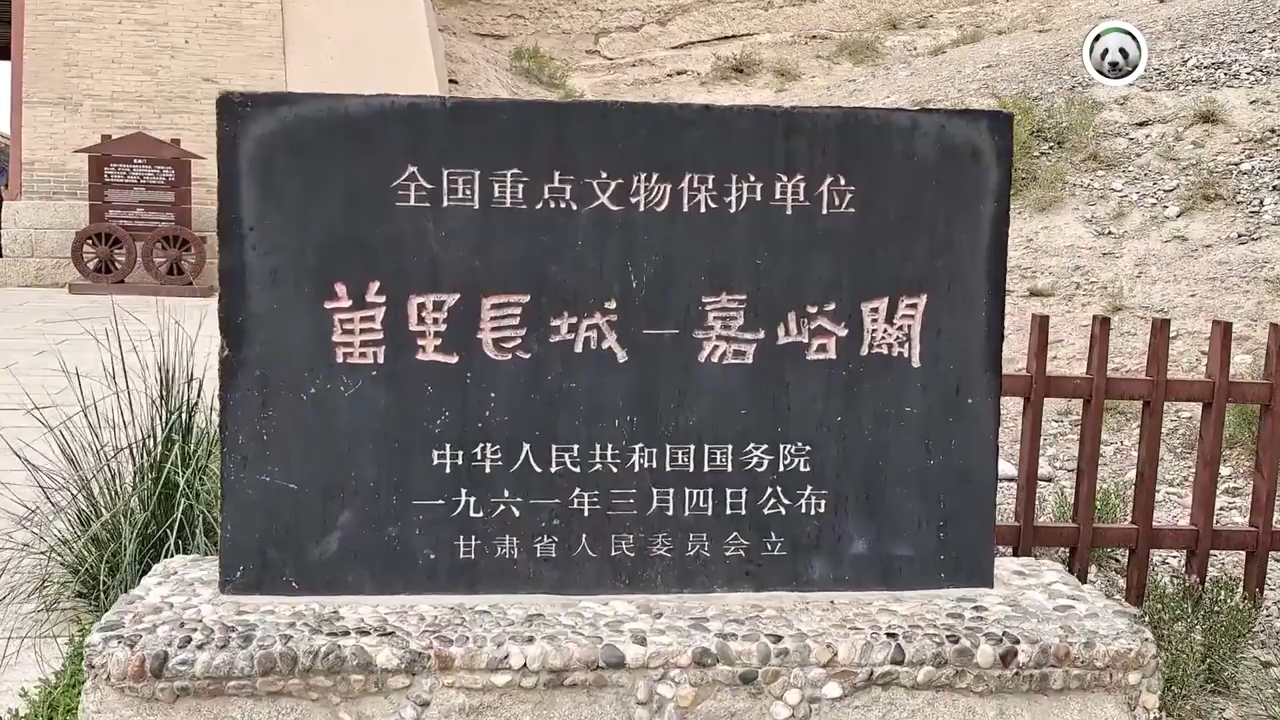 全国重点文物保护单位
萬里長城－嘉峪關
中华人民共和国国务院
一九六一年三月四日公布
甘肃省人民委员会立